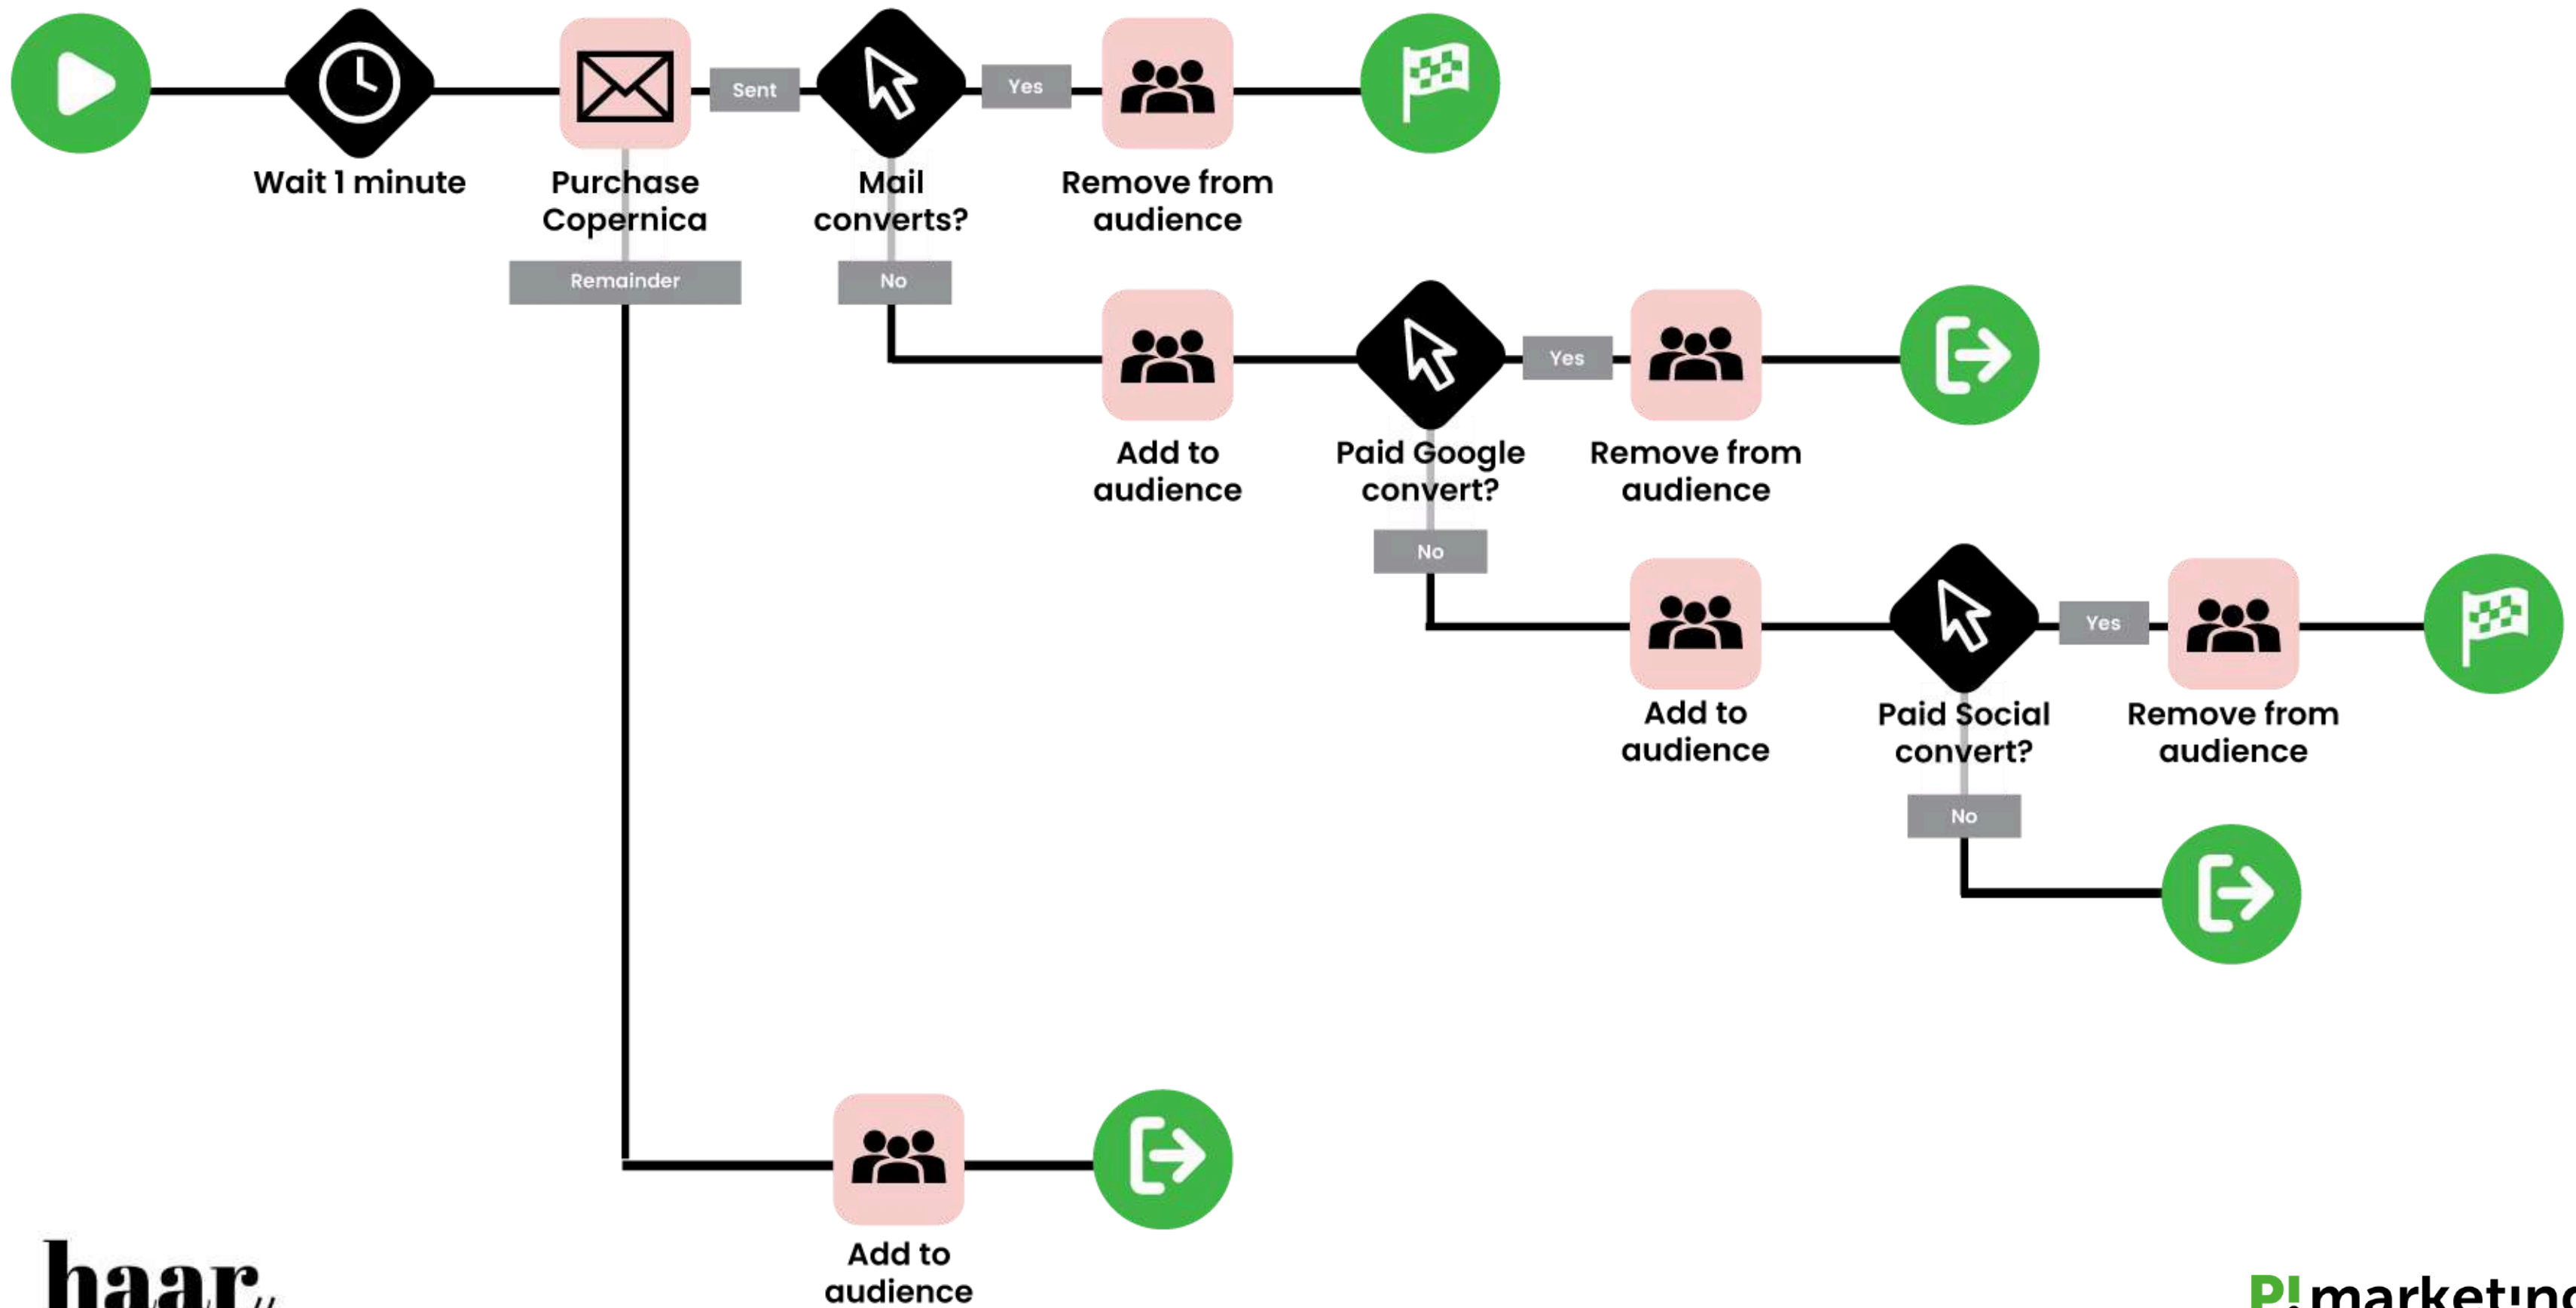 Sent
Yes
Wait 1 minute
Purchase
Copernica
Mail
converts?
Remove from
audience
Remainder
No
Yes
Add to
audience
Paid Google
convert?
Remove from
audience
No
Yes
Add to
audience
Paid Social
convert?
Remove from
audience
No
Add to
audience
haar
P!marketing